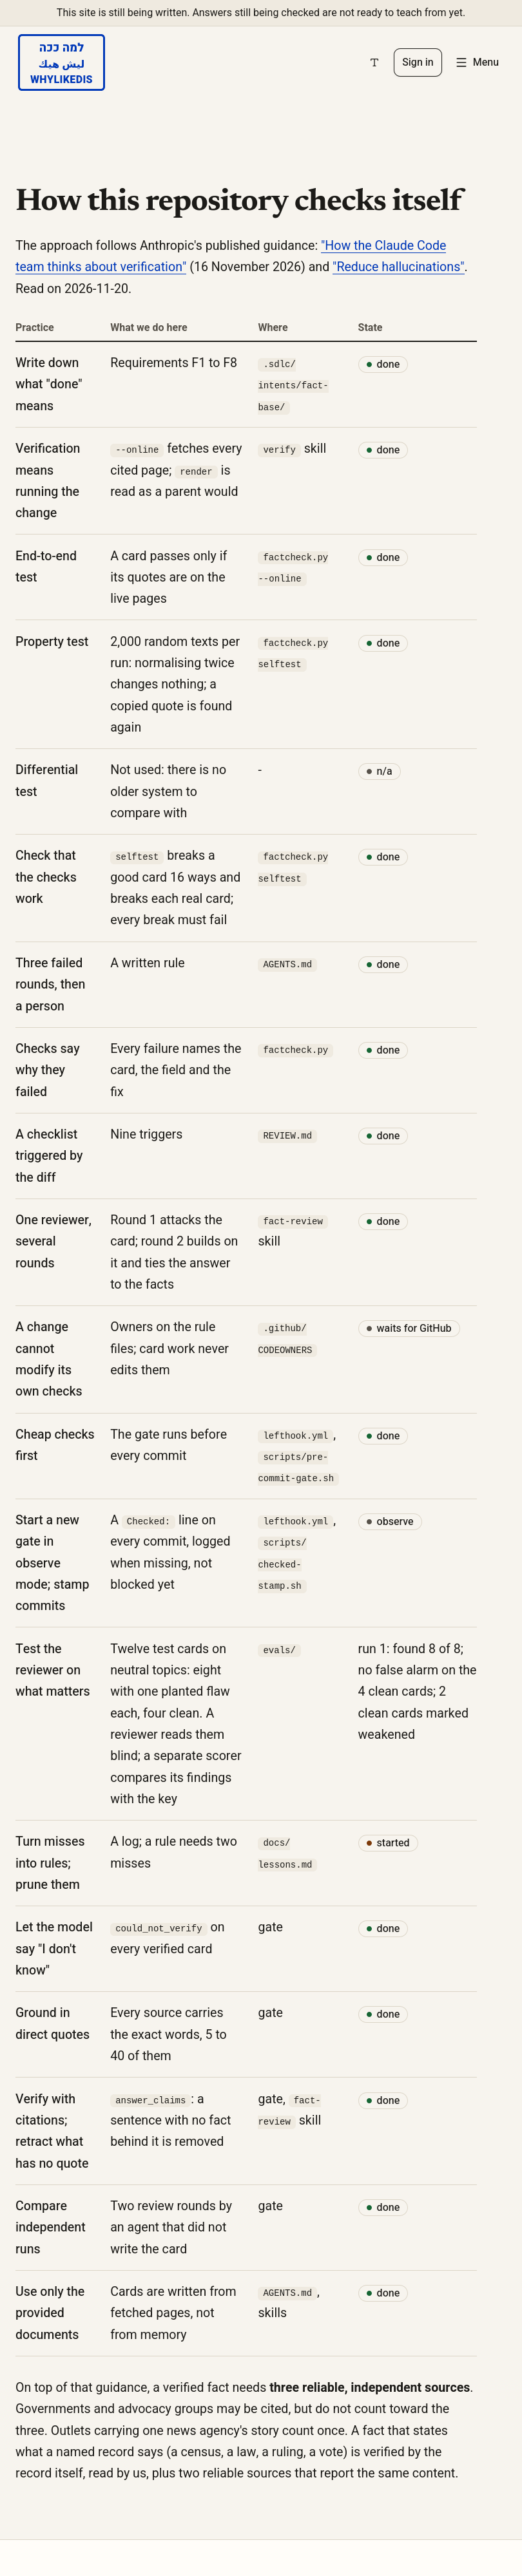 This site is still being written. Answers still being checked are not ready to teach from yet.
למה ככה
ليش هيك
WHYLIKEDIS
T
Sign in
Menu
How this repository checks itself
The approach follows Anthropic's published guidance: "How the Claude Code
team thinks about verification" (16 November 2026) and "Reduce hallucinations".
Read on 2026-11-20.
Practice What we do here Where State
Write down
what "done"
means
Requirements F1 to F8
.sdlc/
intents/fact-
base/
done
Verification
means
running the
change
--online fetches every
cited page; render is
read as a parent would
verify skill
done
End-to-end
test
A card passes only if
its quotes are on the
live pages
factcheck.py
--online
done
Property test
2,000 random texts per
run: normalising twice
changes nothing; a
copied quote is found
again
factcheck.py
selftest
done
Differential
test
Not used: there is no
older system to
compare with
-
n/a
Check that
the checks
work
selftest breaks a
good card 16 ways and
breaks each real card;
every break must fail
factcheck.py
selftest
done
Three failed
rounds, then
a person
A written rule
AGENTS.md
done
Checks say
why they
failed
Every failure names the
card, the field and the
fix
factcheck.py
done
A checklist
triggered by
the diff
Nine triggers
REVIEW.md
done
One reviewer,
several
rounds
Round 1 attacks the
card; round 2 builds on
it and ties the answer
to the facts
fact-review
skill
done
A change
cannot
modify its
own checks
Owners on the rule
files; card work never
edits them
.github/
CODEOWNERS
waits for GitHub
Cheap checks
first
The gate runs before
every commit
lefthook.yml,
scripts/pre-
commit-gate.sh
done
Start a new
gate in
observe
mode; stamp
commits
A Checked: line on
every commit, logged
when missing, not
blocked yet
lefthook.yml,
scripts/
checked-
stamp.sh
observe
Test the
reviewer on
what matters
Twelve test cards on
neutral topics: eight
with one planted flaw
each, four clean. A
reviewer reads them
blind; a separate scorer
compares its findings
with the key
evals/
run 1: found 8 of 8;
no false alarm on the
4 clean cards; 2
clean cards marked
weakened
Turn misses
into rules;
prune them
A log; a rule needs two
misses
docs/
lessons.md
started
Let the model
say "I don't
know"
could_not_verify on
every verified card
gate
done
Ground in
direct quotes
Every source carries
the exact words, 5 to
40 of them
gate
done
Verify with
citations;
retract what
has no quote
answer_claims: a
sentence with no fact
behind it is removed
gate, fact-
review skill
done
Compare
independent
runs
Two review rounds by
an agent that did not
write the card
gate
done
Use only the
provided
documents
Cards are written from
fetched pages, not
from memory
AGENTS.md,
skills
done
On top of that guidance, a verified fact needs three reliable, independent sources.
Governments and advocacy groups may be cited, but do not count toward the
three. Outlets carrying one news agency's story count once. A fact that states
what a named record says (a census, a law, a ruling, a vote) is verified by the
record itself, read by us, plus two reliable sources that report the same content.